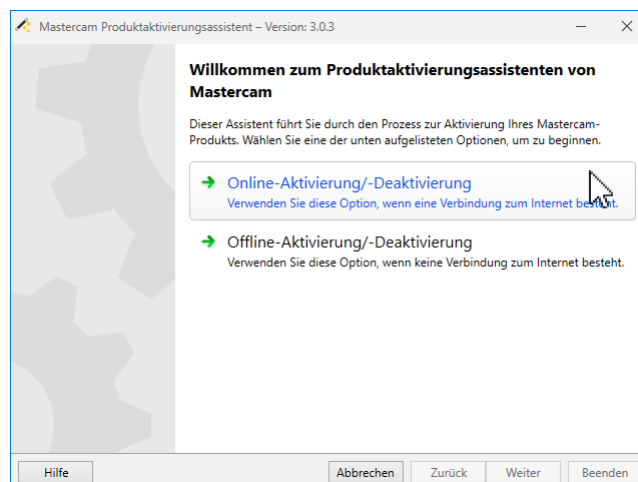 Mastercam Produktaktivierungsassistent – Version: 3.0.3
Willkommen zum Produktaktivierungsassistenten von
Mastercam
Dieser Assistent führt Sie durch den Prozess zur Aktivierung Ihres Mastercam-
Produkts. Wählen Sie eine der unten aufgelisteten Optionen, um zu beginnen.
Online-Aktivierung/-Deaktivierung
Verwenden Sie diese Option, wenn eine Verbindung zum Internet besteht.
Offline-Aktivierung/-Deaktivierung
Verwenden Sie diese Option, wenn keine Verbindung zum Internet besteht.
Hilfe Abbrechen Zurück Weiter Beenden